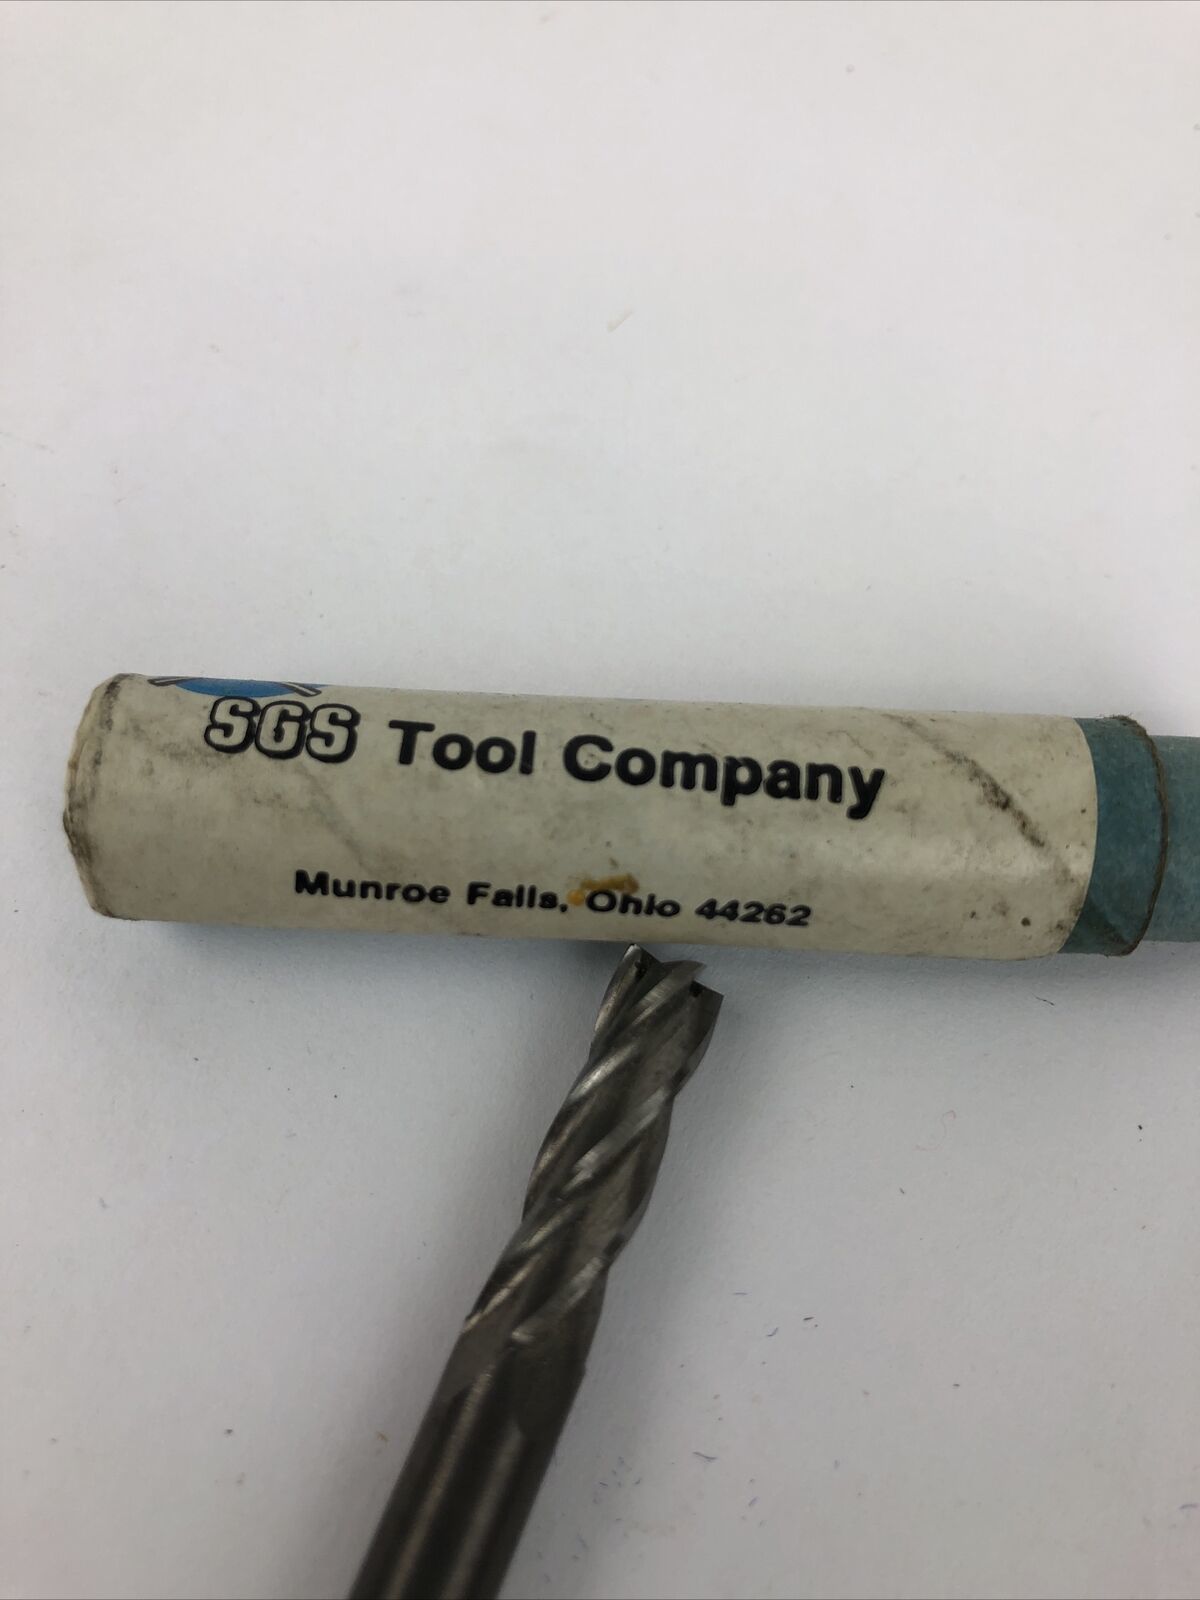 SGS Tool Company
Munroe Falls, Ohio 44262